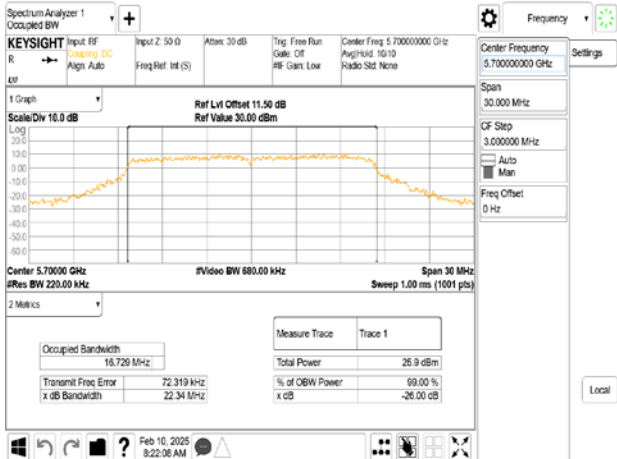 Spectrum Analyzer 1
Occupied BW
Frequency
KEYSIGHT
R
Input: RF
Coupling: DC
Align: Auto
Input Z: 50 Ω
Freq Ref: Int (S)
Atten: 30 dB
Trig: Free Run
Gate: Off
#IF Gain: Low
Center Freq: 5.700000000 GHz
Avg|Hold: 10/10
Radio Std: None
1 Graph
Scale/Div 10.0 dB
Ref Lvl Offset 11.50 dB
Ref Value 30.00 dBm
Log
20.0
10.0
0.00
-10.0
-20.0
-30.0
-40.0
-50.0
-60.0
Center 5.70000 GHz
#Res BW 220.00 kHz
#Video BW 680.00 kHz
Span 30 MHz
Sweep 1.00 ms (1001 pts)
2 Metrics
Occupied Bandwidth
16.729 MHz
Transmit Freq Error 72.319 kHz
x dB Bandwidth 22.34 MHz
Measure Trace Trace 1
Total Power 25.9 dBm
% of OBW Power 99.00 %
x dB -26.00 dB
Center Frequency
5.700000000 GHz
Settings
Span
30.000 MHz
CF Step
3.000000 MHz
Auto
Man
Freq Offset
0 Hz
Local
Feb 10, 2025
8:22:08 AM